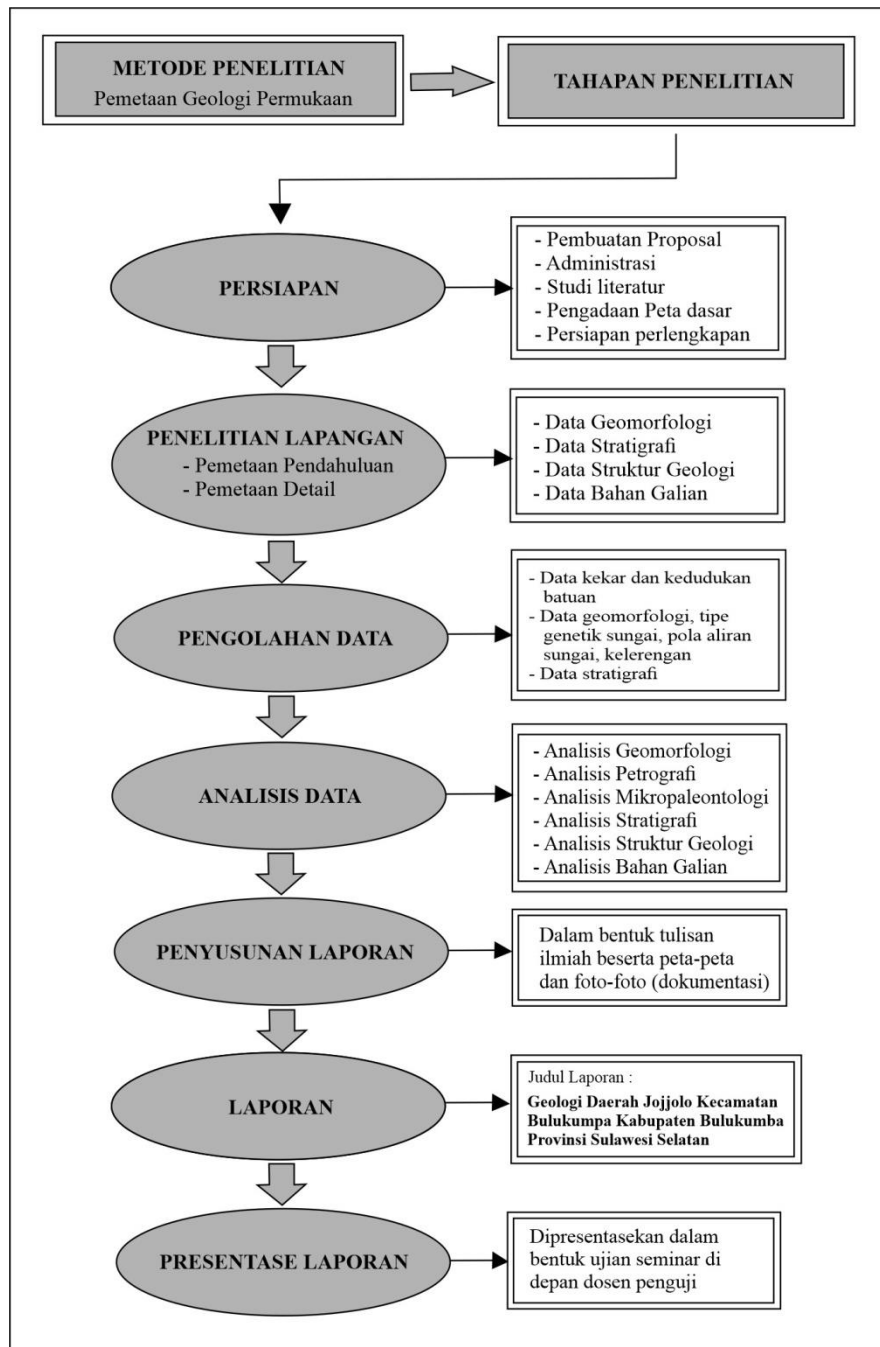 METODE PENELITIAN
Pemetaan Geologi Permukaan
TAHAPAN PENELITIAN
PERSIAPAN
- Pembuatan Proposal
- Administrasi
- Studi literatur
- Pengadaan Peta dasar
- Persiapan perlengkapan
PENELITIAN LAPANGAN
- Pemetaan Pendahuluan
- Pemetaan Detail
- Data Geomorfologi
- Data Stratigrafi
- Data Struktur Geologi
- Data Bahan Galian
PENGOLAHAN DATA
- Data kekar dan kedudukan
batuan
- Data geomorfologi, tipe
genetik sungai, pola aliran
sungai, kelerengan
- Data stratigrafi
ANALISIS DATA
- Analisis Geomorfologi
- Analisis Petrografi
- Analisis Mikropaleontologi
- Analisis Stratigrafi
- Analisis Struktur Geologi
- Analisis Bahan Galian
PENYUSUNAN LAPORAN
Dalam bentuk tulisan
ilmiah beserta peta-peta
dan foto-foto (dokumentasi)
LAPORAN
Judul Laporan :
Geologi Daerah Jojjolo Kecamatan
Bulukumpa Kabupaten Bulukumba
Provinsi Sulawesi Selatan
PRESENTASE LAPORAN
Dipresentasekan dalam
bentuk ujian seminar di
depan dosen penguji